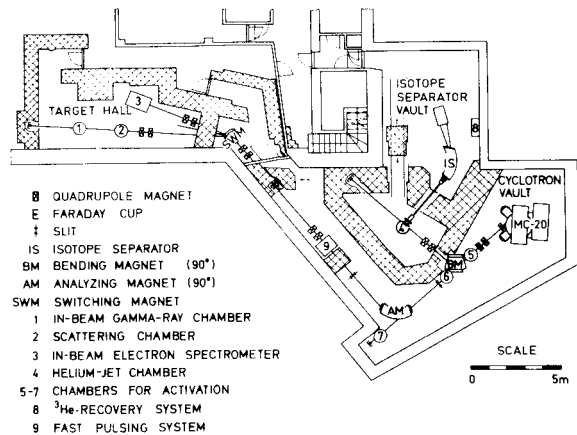 TARGET HALL
3
1
2
SWM
ISOTOPE
SEPARATOR
VAULT
8
IS
4
CYCLOTRON
VAULT
MC-20
5
BM
6
9
AM
7
QUADRUPOLE MAGNET
E FARADAY CUP
SLIT
IS ISOTOPE SEPARATOR
BM BENDING MAGNET (90°)
AM ANALYZING MAGNET (90°)
SWM SWITCHING MAGNET
1 IN-BEAM GAMMA-RAY CHAMBER
2 SCATTERING CHAMBER
3 IN-BEAM ELECTRON SPECTROMETER
4 HELIUM-JET CHAMBER
5-7 CHAMBERS FOR ACTIVATION
8 ³He-RECOVERY SYSTEM
9 FAST PULSING SYSTEM
SCALE
0 5m